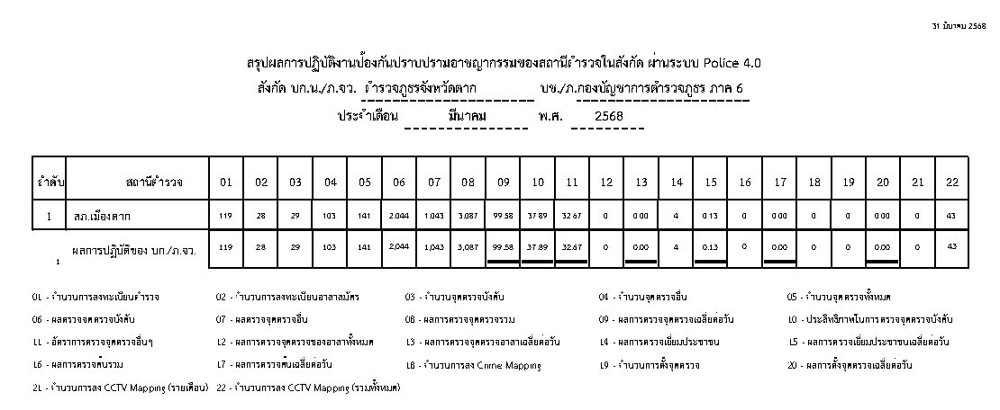 31 มีนาคม 2568
สรุปผลการปฏิบัติงานป้องกันปราบปรามอาชญากรรมของสถานีตำรวจในสังกัด ผ่านระบบ Police 4.0
สังกัด บก.น./ภ.จว. ตำรวจภูธรจังหวัดตาก บช./ภ.กองบัญชาการตำรวจภูธร ภาค 6
ประจำเดือน มีนาคม พ.ศ. 2568
ลำดับ สถานีตำรวจ 01 02 03 04 05 06 07 08 09 10 11 12 13 14 15 16 17 18 19 20 21 22
1 สภ.เมืองตาก 119 28 29 103 141 2,044 1,043 3,087 99.58 37.89 32.67 0 0.00 4 0.13 0 0.00 0 0 0.00 0 43
1 ผลการปฏิบัติของ บก./ภ.จว. 119 28 29 103 141 2,044 1,043 3,087 99.58 37.89 32.67 0 0.00 4 0.13 0 0.00 0 0 0.00 0 43
01 - จำนวนการลงทะเบียนตำรวจ 02 - จำนวนการลงทะเบียนอาสาสมัคร 03 - จำนวนจุดตรวจบังคับ 04 - จำนวนจุดตรวจอื่น 05 - จำนวนจุดตรวจทั้งหมด
06 - ผลตรวจจุดตรวจบังคับ 07 - ผลตรวจจุดตรวจอื่น 08 - ผลการตรวจจุดตรวจรวม 09 - ผลการตรวจจุดตรวจเฉลี่ยต่อวัน 10 - ประสิทธิภาพในการตรวจจุดตรวจบังคับ
11 - อัตราการตรวจจุดตรวจอื่นๆ 12 - ผลการตรวจจุดตรวจของอาสาทั้งหมด 13 - ผลการตรวจจุดตรวจอาสาเฉลี่ยต่อวัน 14 - ผลการตรวจเยี่ยมประชาชน 15 - ผลการตรวจเยี่ยมประชาชนเฉลี่ยต่อวัน
16 - ผลการตรวจค้นรวม 17 - ผลการตรวจค้นเฉลี่ยต่อวัน 18 - จำนวนการลง Crime Mapping 19 - จำนวนการตั้งจุดตรวจ 20 - ผลการตั้งจุดตรวจเฉลี่ยต่อวัน
21 - จำนวนการลง CCTV Mapping (รายเดือน) 22 - จำนวนการลง CCTV Mapping (รวมทั้งหมด)